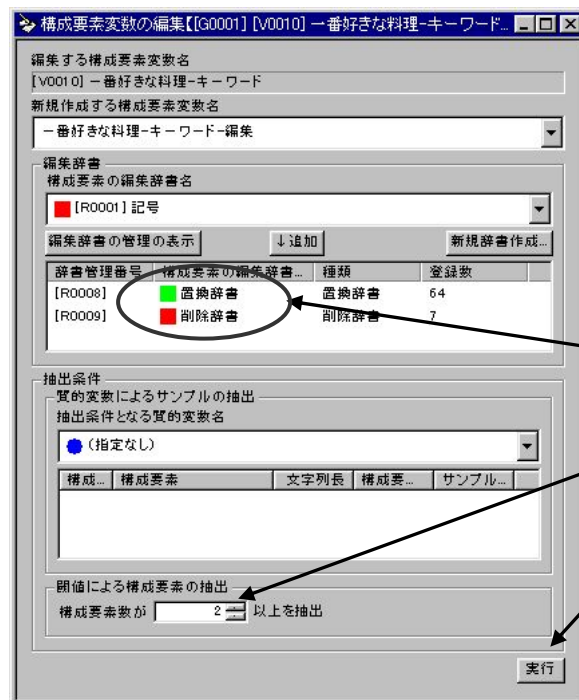 構成要素変数の編集【[G0001] [V0010] 一番好きな料理-キーワード...
編集する構成要素変数名
[V0010] 一番好きな料理-キーワード
新規作成する構成要素変数名
一番好きな料理-キーワード-編集
編集辞書
構成要素の編集辞書名
[R0001] 記号
編集辞書の管理の表示 ↓追加 新規辞書作成...
辞書管理番号 構成要素の編集辞書... 種類 登録数
[R0008] 置換辞書 置換辞書 64
[R0009] 削除辞書 削除辞書 7
抽出条件
質的変数によるサンプルの抽出
抽出条件となる質的変数名
(指定なし)
構成... 構成要素 文字列長 構成要... サンプル...
閾値による構成要素の抽出
構成要素数が 2 以上を抽出
実行